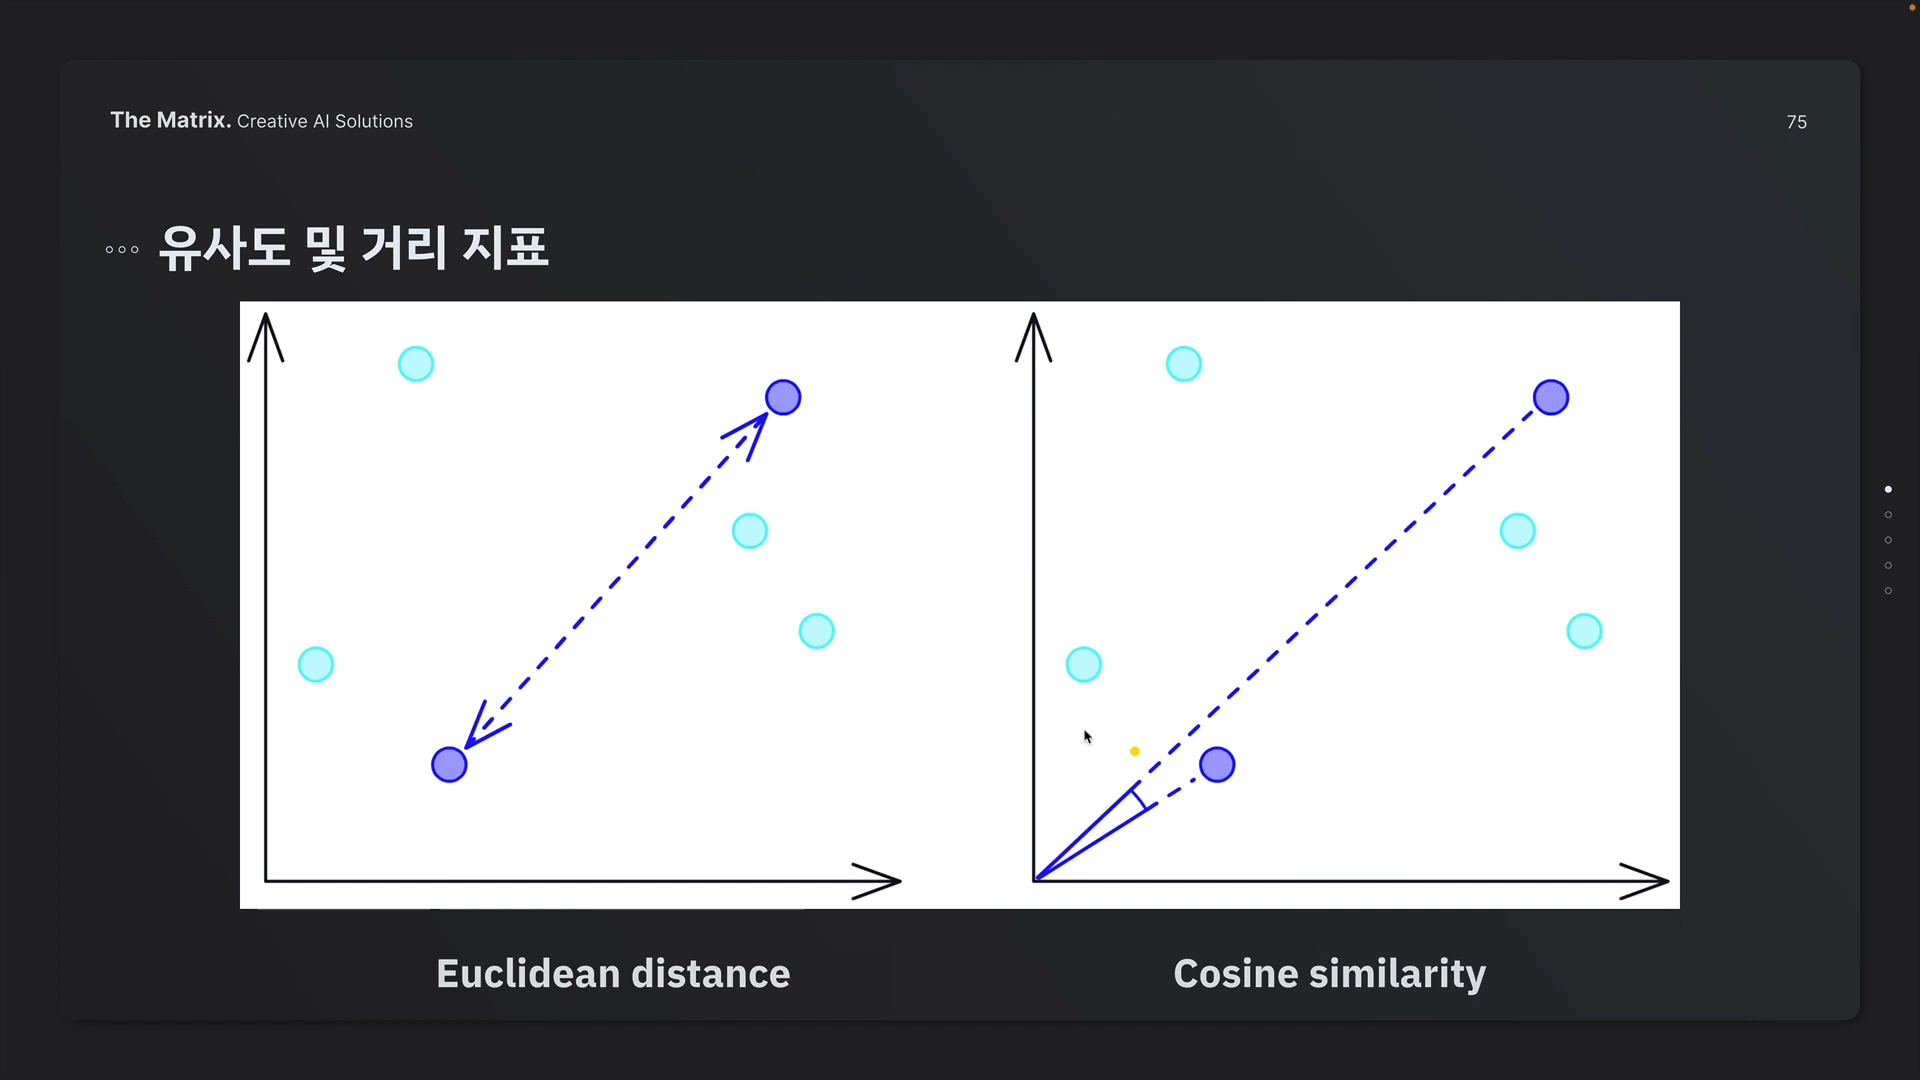 The Matrix. Creative AI Solutions
75
유사도 및 거리 지표
Euclidean distance
Cosine similarity